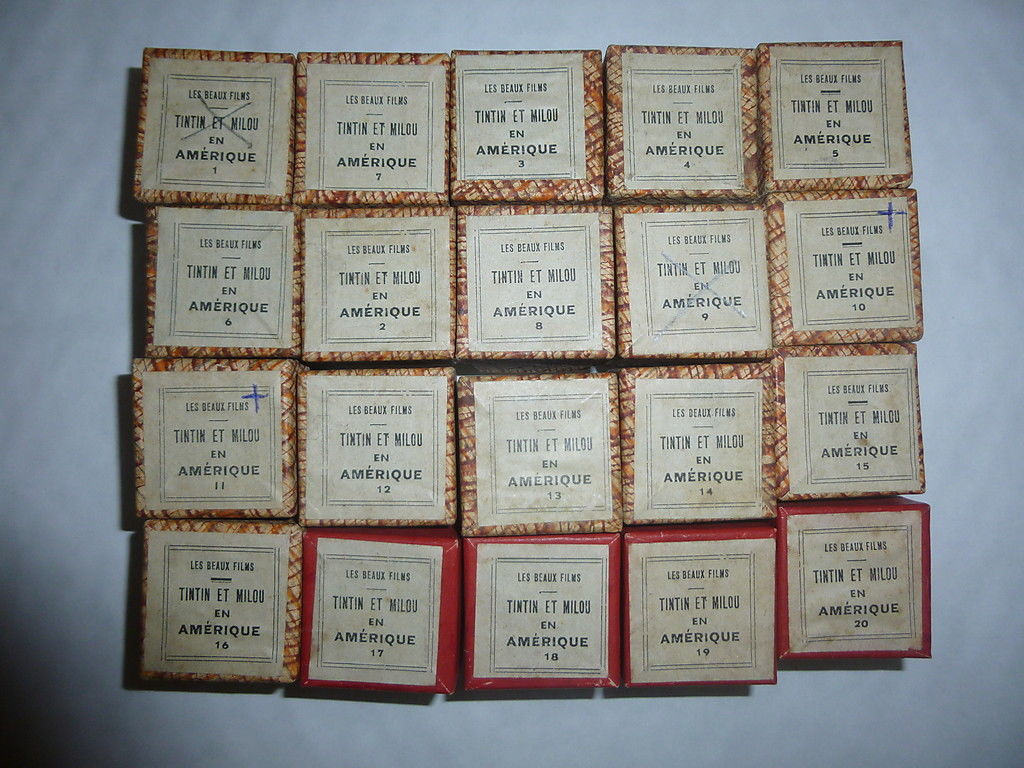 LES BEAUX FILMS
TINTIN ET MILOU
EN
AMÉRIQUE
1
LES BEAUX FILMS
TINTIN ET MILOU
EN
AMÉRIQUE
7
LES BEAUX FILMS
TINTIN ET MILOU
EN
AMÉRIQUE
3
LES BEAUX FILMS
TINTIN ET MILOU
EN
AMÉRIQUE
4
LES BEAUX FILMS
TINTIN ET MILOU
EN
AMÉRIQUE
5
LES BEAUX FILMS
TINTIN ET MILOU
EN
AMÉRIQUE
6
LES BEAUX FILMS
TINTIN ET MILOU
EN
AMÉRIQUE
2
LES BEAUX FILMS
TINTIN ET MILOU
EN
AMÉRIQUE
8
LES BEAUX FILMS
TINTIN ET MILOU
EN
AMÉRIQUE
9
LES BEAUX FILMS
TINTIN ET MILOU
EN
AMÉRIQUE
10
LES BEAUX FILMS
TINTIN ET MILOU
EN
AMÉRIQUE
11
LES BEAUX FILMS
TINTIN ET MILOU
EN
AMÉRIQUE
12
LES BEAUX FILMS
TINTIN ET MILOU
EN
AMÉRIQUE
13
LES BEAUX FILMS
TINTIN ET MILOU
EN
AMÉRIQUE
14
LES BEAUX FILMS
TINTIN ET MILOU
EN
AMÉRIQUE
15
LES BEAUX FILMS
TINTIN ET MILOU
EN
AMÉRIQUE
16
LES BEAUX FILMS
TINTIN ET MILOU
EN
AMÉRIQUE
17
LES BEAUX FILMS
TINTIN ET MILOU
EN
AMÉRIQUE
18
LES BEAUX FILMS
TINTIN ET MILOU
EN
AMÉRIQUE
19
LES BEAUX FILMS
TINTIN ET MILOU
EN
AMÉRIQUE
20